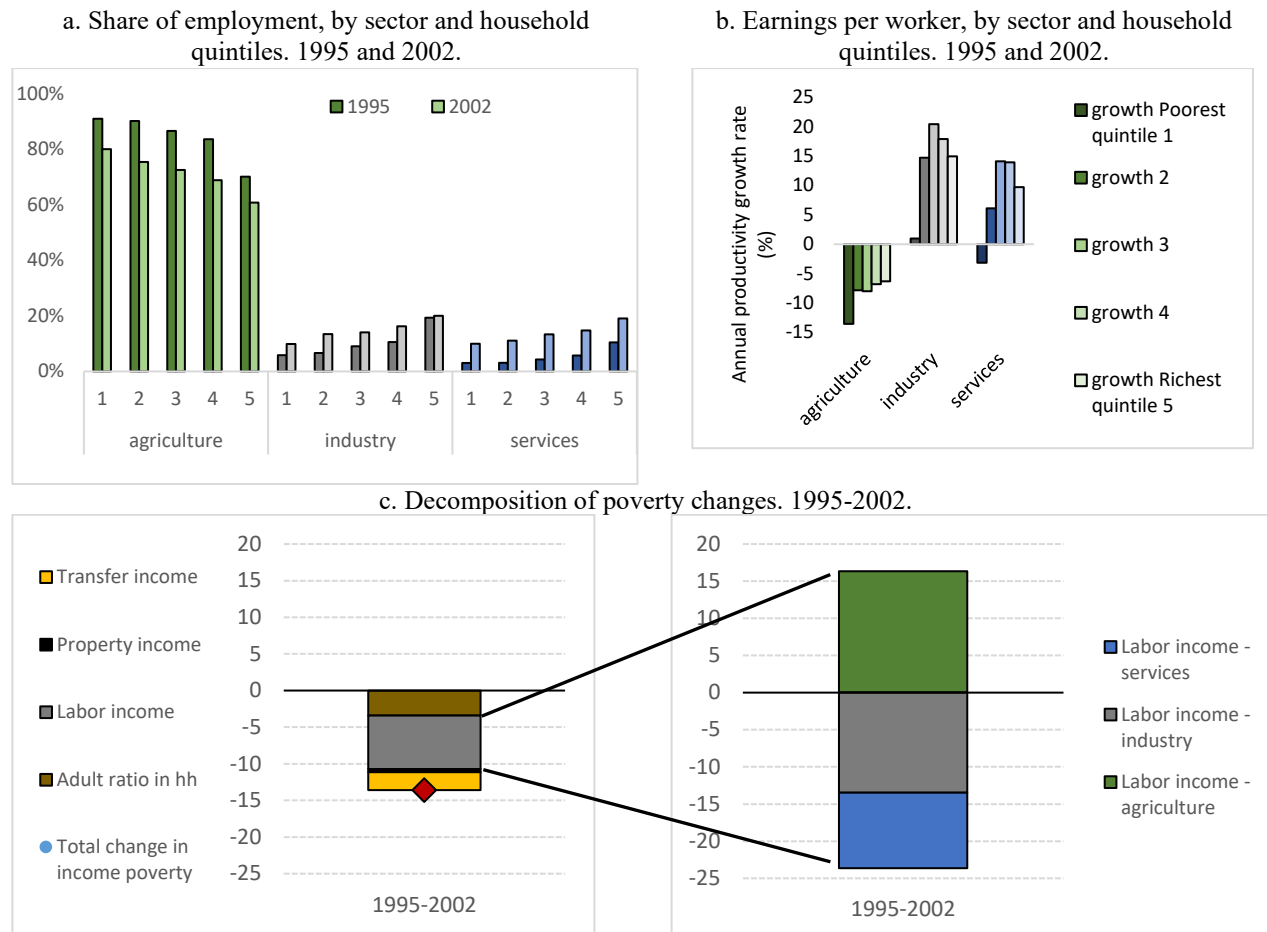 a. Share of employment, by sector and household
quintiles. 1995 and 2002.
100%
80%
60%
40%
20%
0%
1995
2002
1 2 3 4 5 1 2 3 4 5 1 2 3 4 5
agriculture industry services
b. Earnings per worker, by sector and household
quintiles. 1995 and 2002.
Annual productivity growth rate
(%)
25
20
15
10
5
0
-5
-10
-15
agriculture
industry
services
growth Poorest
quintile 1
growth 2
growth 3
growth 4
growth Richest
quintile 5
c. Decomposition of poverty changes. 1995-2002.
Transfer income
Property income
Labor income
Adult ratio in hh
Total change in
income poverty
20
15
10
5
0
-5
-10
-15
-20
-25
1995-2002
20
15
10
5
0
-5
-10
-15
-20
-25
1995-2002
Labor income -
services
Labor income -
industry
Labor income -
agriculture